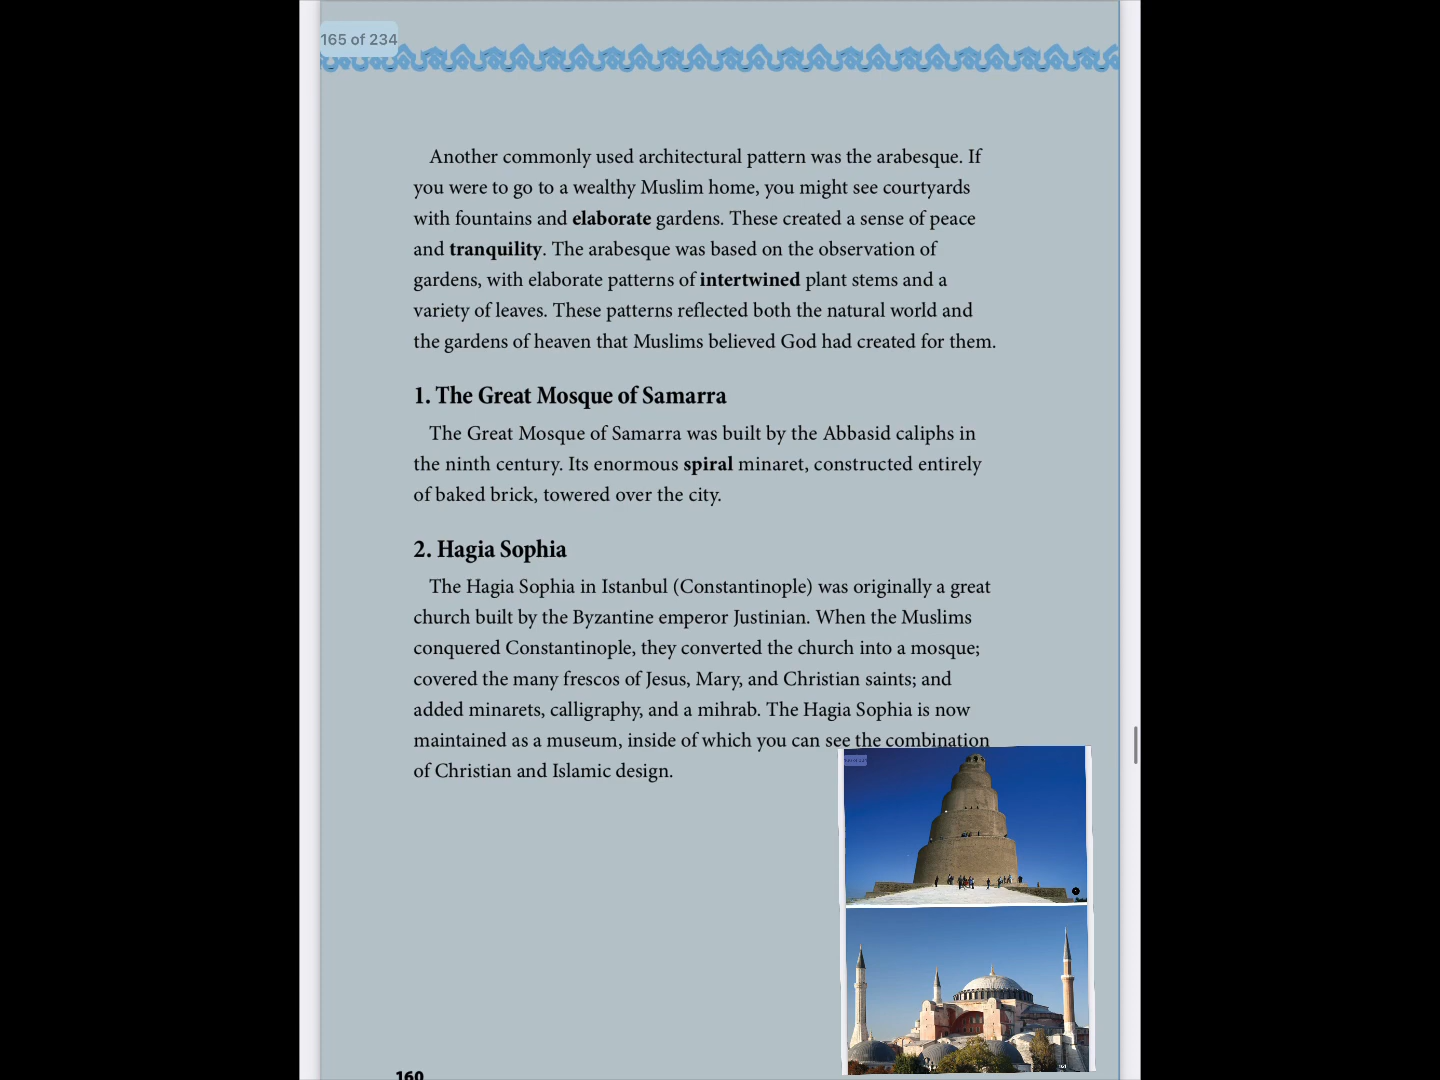 165 of 234
Another commonly used architectural pattern was the arabesque. If
you were to go to a wealthy Muslim home, you might see courtyards
with fountains and elaborate gardens. These created a sense of peace
and tranquility. The arabesque was based on the observation of
gardens, with elaborate patterns of intertwined plant stems and a
variety of leaves. These patterns reflected both the natural world and
the gardens of heaven that Muslims believed God had created for them.
1. The Great Mosque of Samarra
The Great Mosque of Samarra was built by the Abbasid caliphs in
the ninth century. Its enormous spiral minaret, constructed entirely
of baked brick, towered over the city.
2. Hagia Sophia
The Hagia Sophia in Istanbul (Constantinople) was originally a great
church built by the Byzantine emperor Justinian. When the Muslims
conquered Constantinople, they converted the church into a mosque;
covered the many frescos of Jesus, Mary, and Christian saints; and
added minarets, calligraphy, and a mihrab. The Hagia Sophia is now
maintained as a museum, inside of which you can see the combination
of Christian and Islamic design.
160